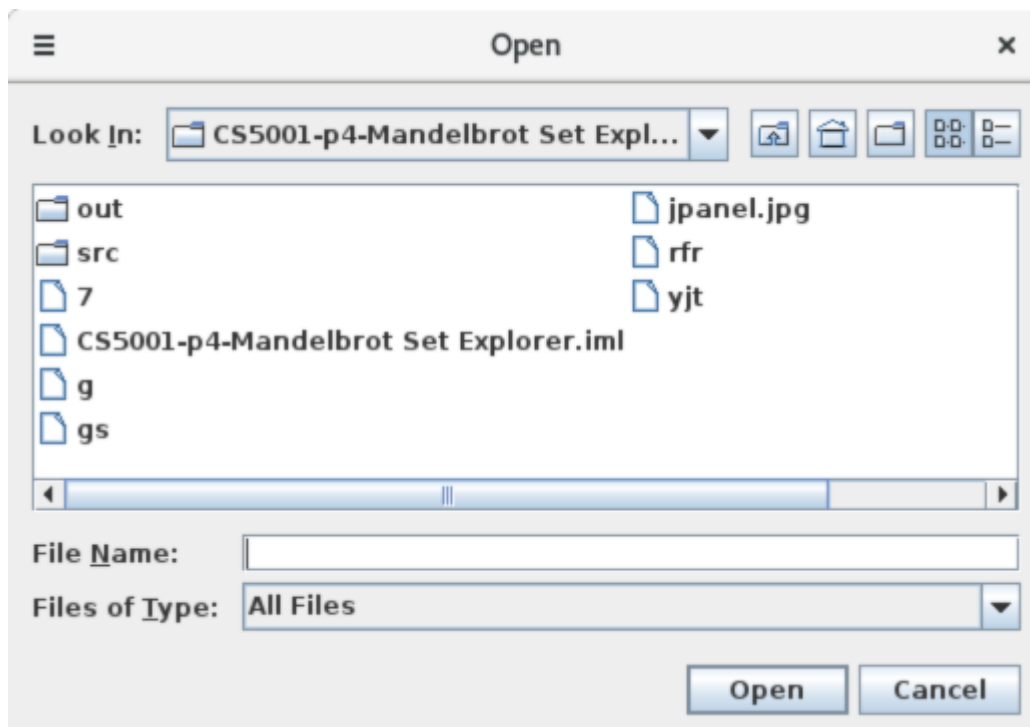 Open
Look In: CS5001-p4-Mandelbrot Set Expl...
out
src
7
CS5001-p4-Mandelbrot Set Explorer.iml
g
gs
jpanel.jpg
rfr
yjt
File Name:
Files of Type: All Files
Open Cancel